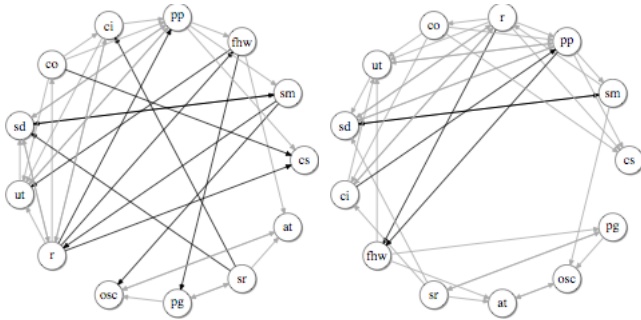 pp
ci
fhw
co
sm
sd
cs
ut
at
r
sr
osc
pg
r
co
pp
ut
sm
sd
cs
ci
pg
fhw
osc
sr
at